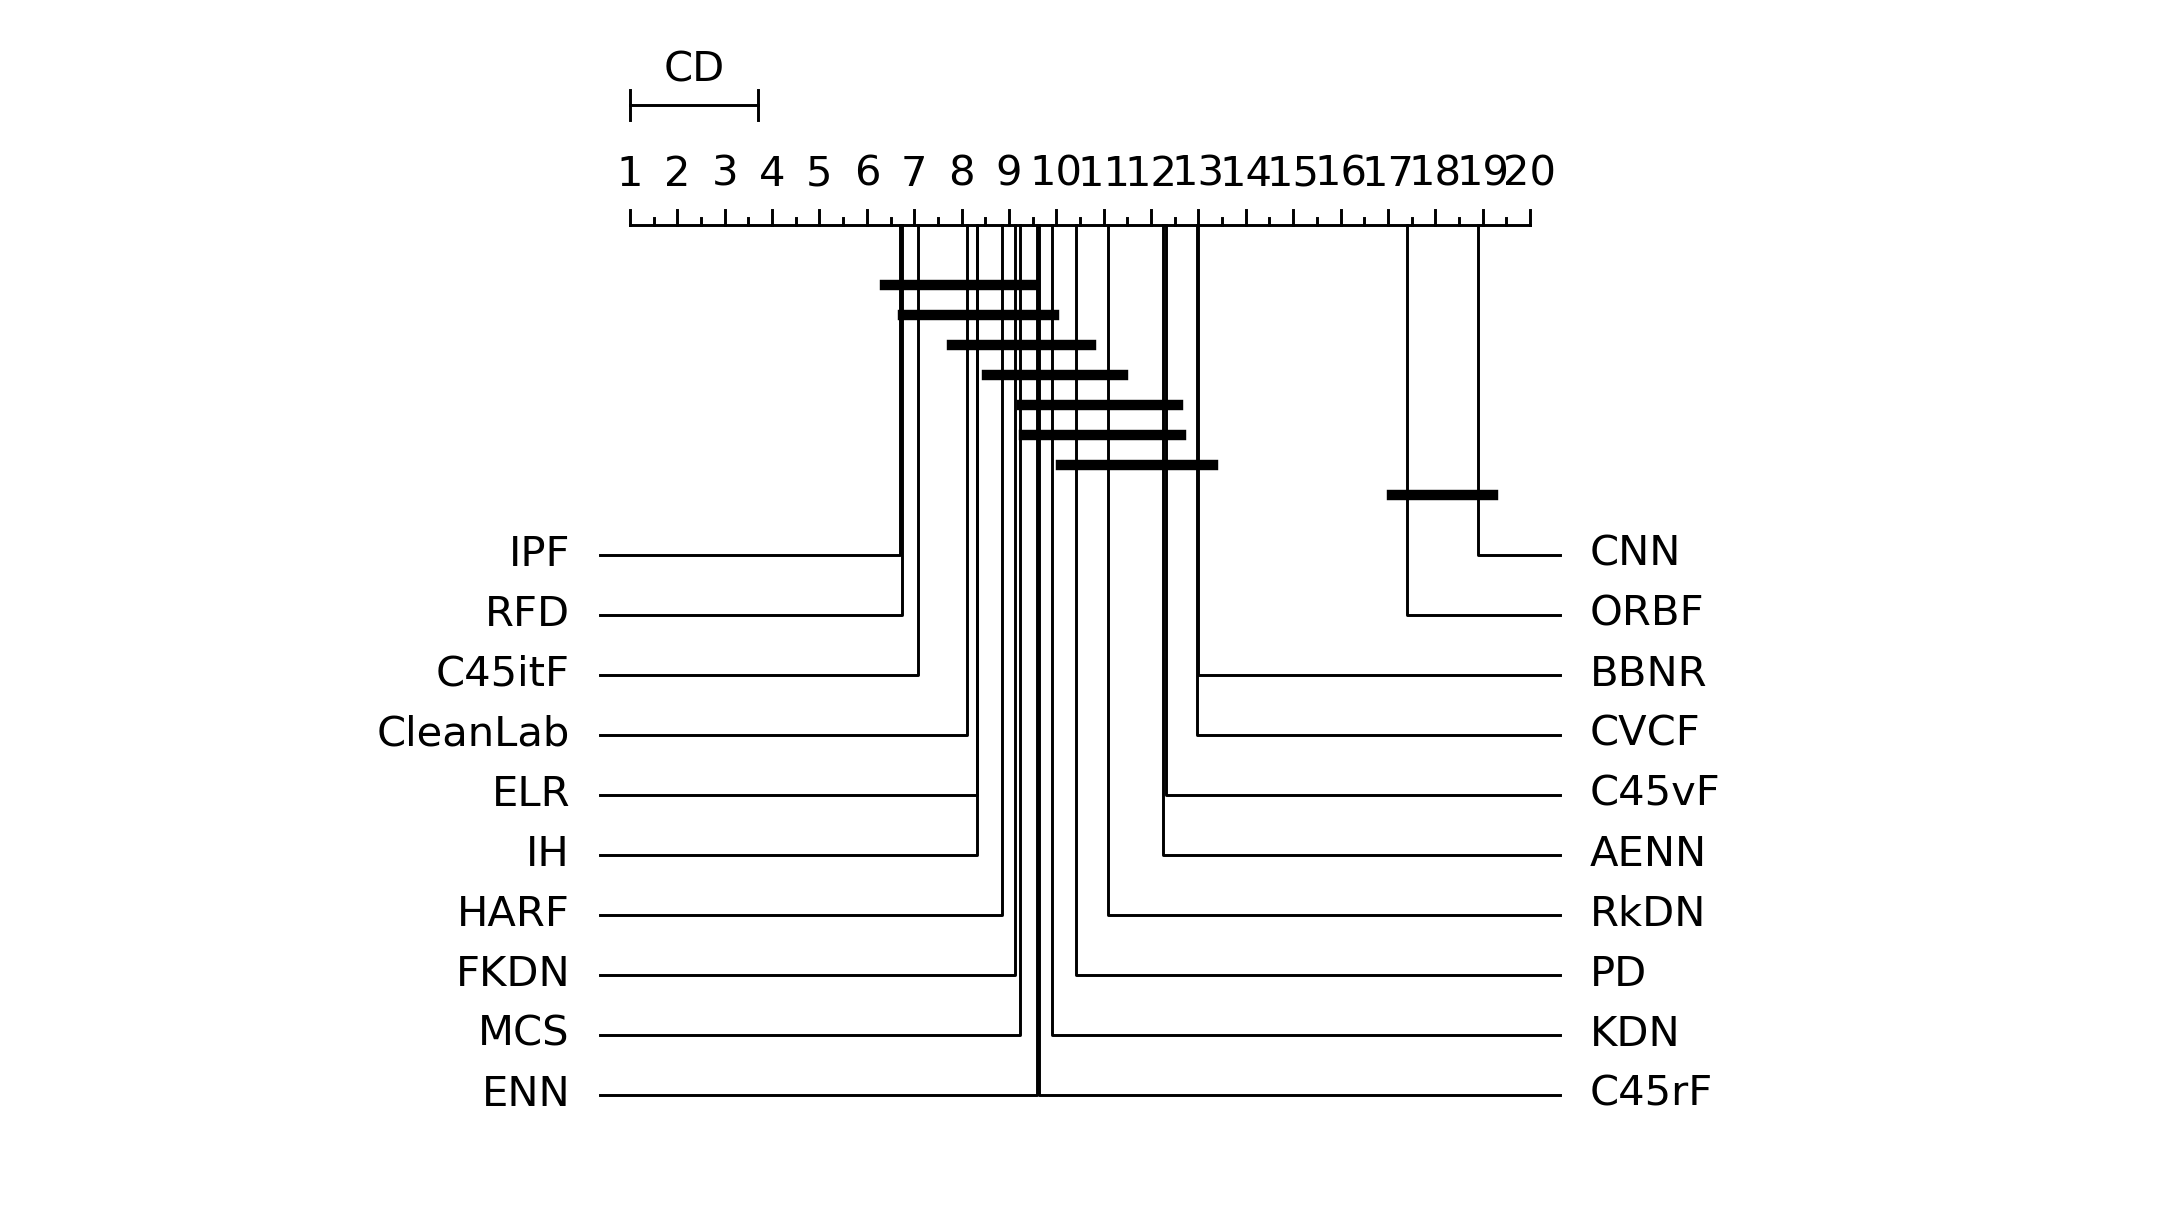 CD
1 2 3 4 5 6 7 8 9 10 11 12 13 14 15 16 17 18 19 20
IPF CNN
RFD ORBF
C45itF BBNR
CleanLab CVCF
ELR C45vF
IH AENN
HARF RkDN
FKDN PD
MCS KDN
ENN C45rF